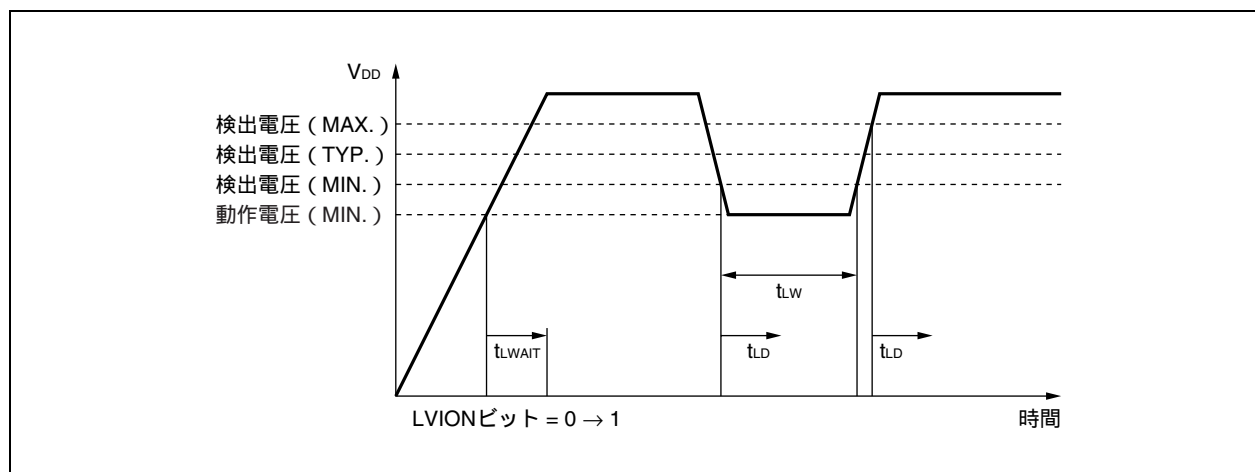 VDD
検出電圧（MAX.）
検出電圧（TYP.）
検出電圧（MIN.）
動作電圧（MIN.）
tLW
tLWAIT
tLD
tLD
LVIONビット = 0 → 1
時間